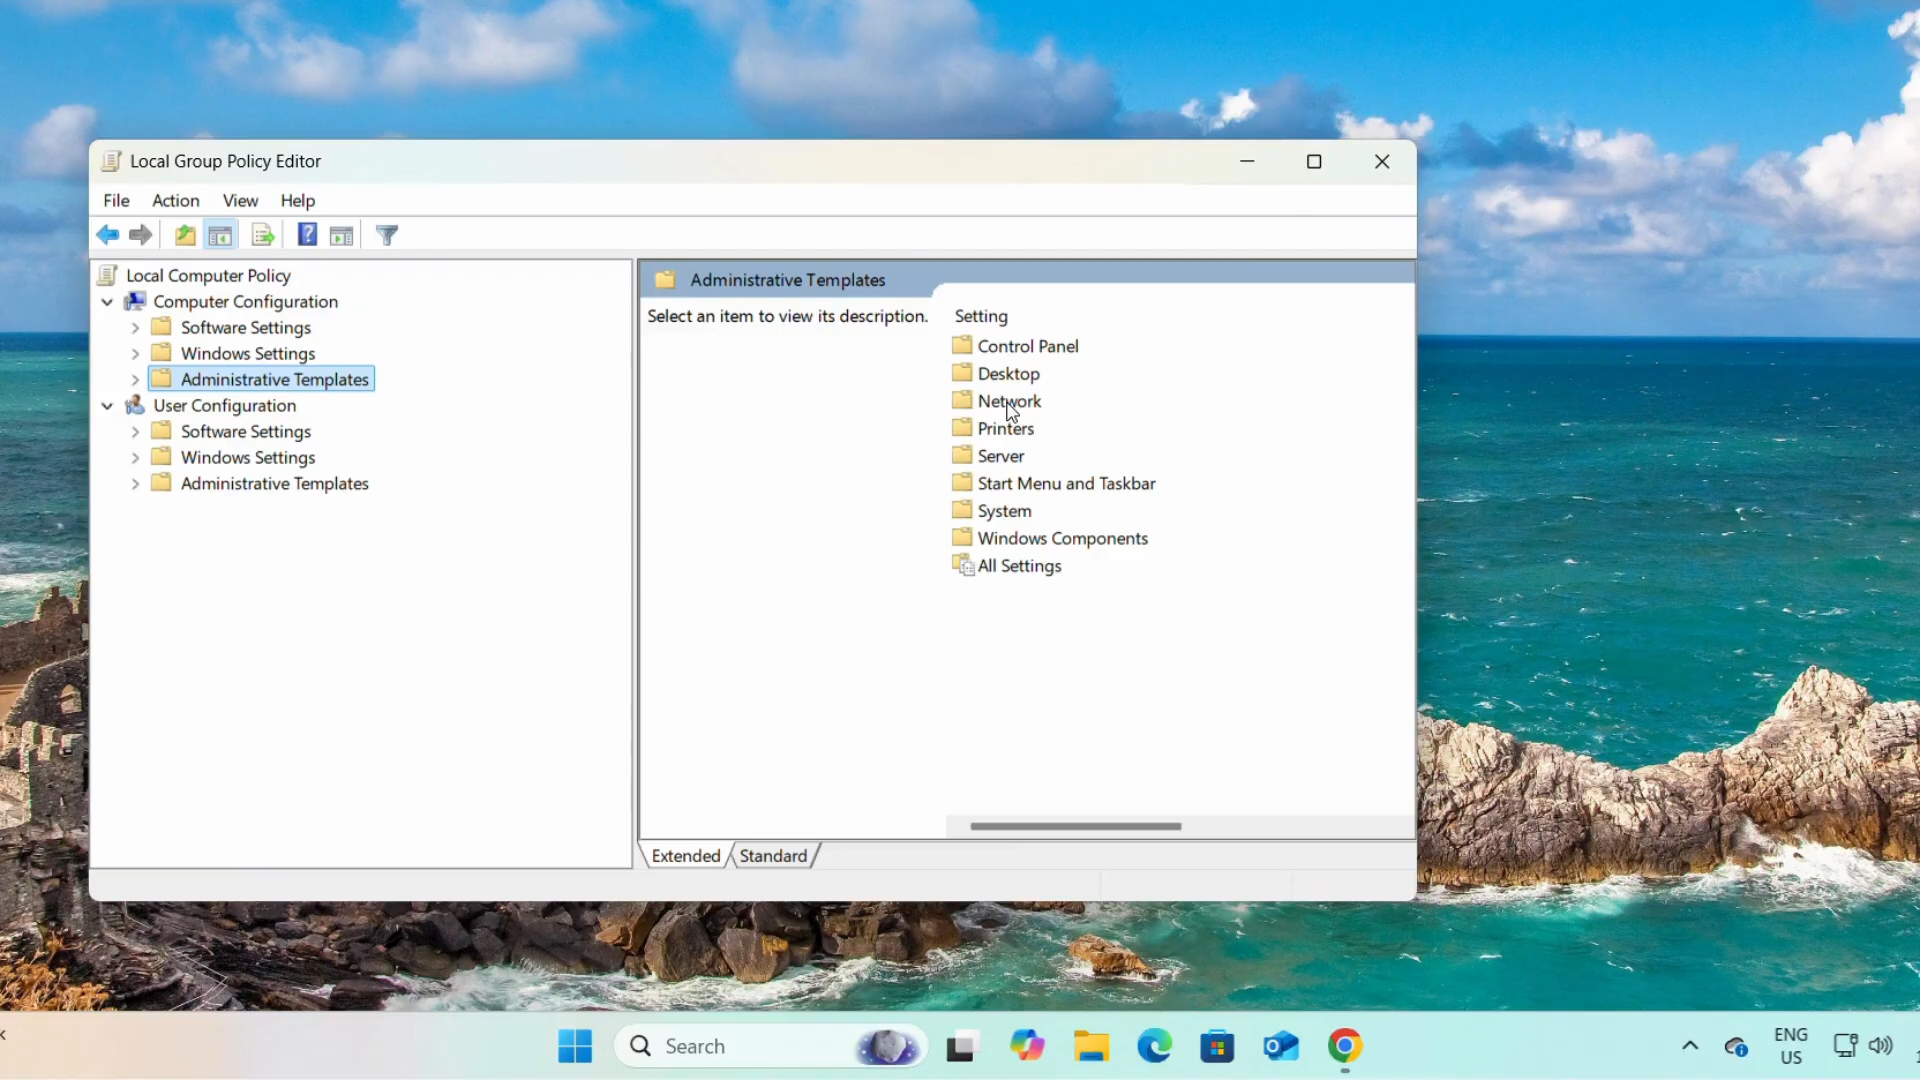 Local Group Policy Editor
File Action View Help
Local Computer Policy
Computer Configuration
Software Settings
Windows Settings
Administrative Templates
User Configuration
Software Settings
Windows Settings
Administrative Templates
Administrative Templates
Select an item to view its description.
Setting
Control Panel
Desktop
Network
Printers
Server
Start Menu and Taskbar
System
Windows Components
All Settings
Extended Standard
Search
ENG
US